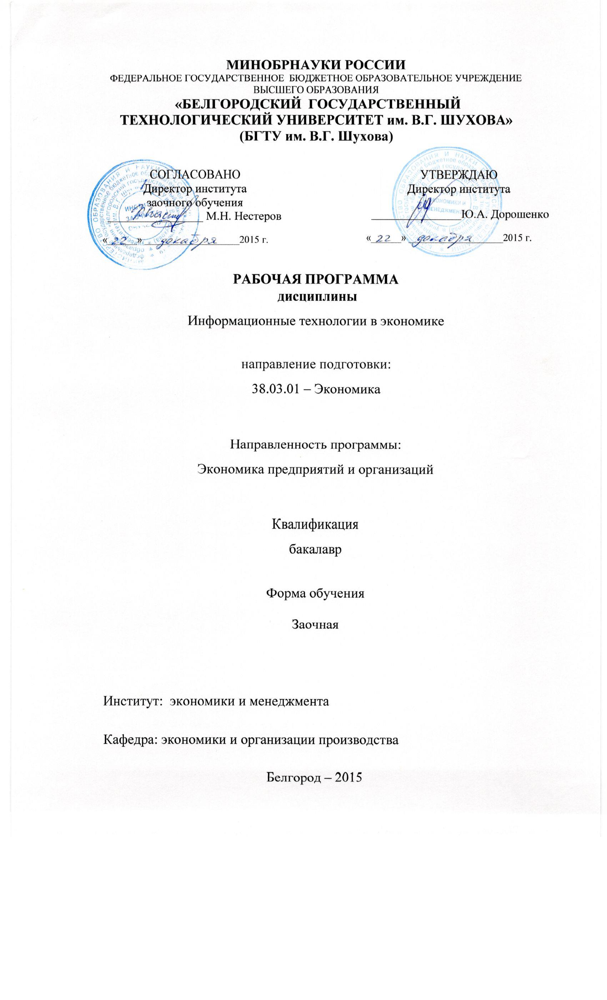 МИНОБРНАУКИ РОССИИ
ФЕДЕРАЛЬНОЕ ГОСУДАРСТВЕННОЕ БЮДЖЕТНОЕ ОБРАЗОВАТЕЛЬНОЕ УЧРЕЖДЕНИЕ
ВЫСШЕГО ОБРАЗОВАНИЯ
«БЕЛГОРОДСКИЙ ГОСУДАРСТВЕННЫЙ
ТЕХНОЛОГИЧЕСКИЙ УНИВЕРСИТЕТ им. В.Г. ШУХОВА»
(БГТУ им. В.Г. Шухова)
СОГЛАСОВАНО
Директор института
заочного обучения
М.Н. Нестеров
«22» декабря 2015 г.
УТВЕРЖДАЮ
Директор института
ЭКОНОМИКИ И
МЕНЕДЖМЕНТА
Ю.А. Дорошенко
«22» декабря 2015 г.
РАБОЧАЯ ПРОГРАММА
дисциплины
Информационные технологии в экономике
направление подготовки:
38.03.01 – Экономика
Направленность программы:
Экономика предприятий и организаций
Квалификация
бакалавр
Форма обучения
Заочная
Институт: экономики и менеджмента
Кафедра: экономики и организации производства
Белгород – 2015